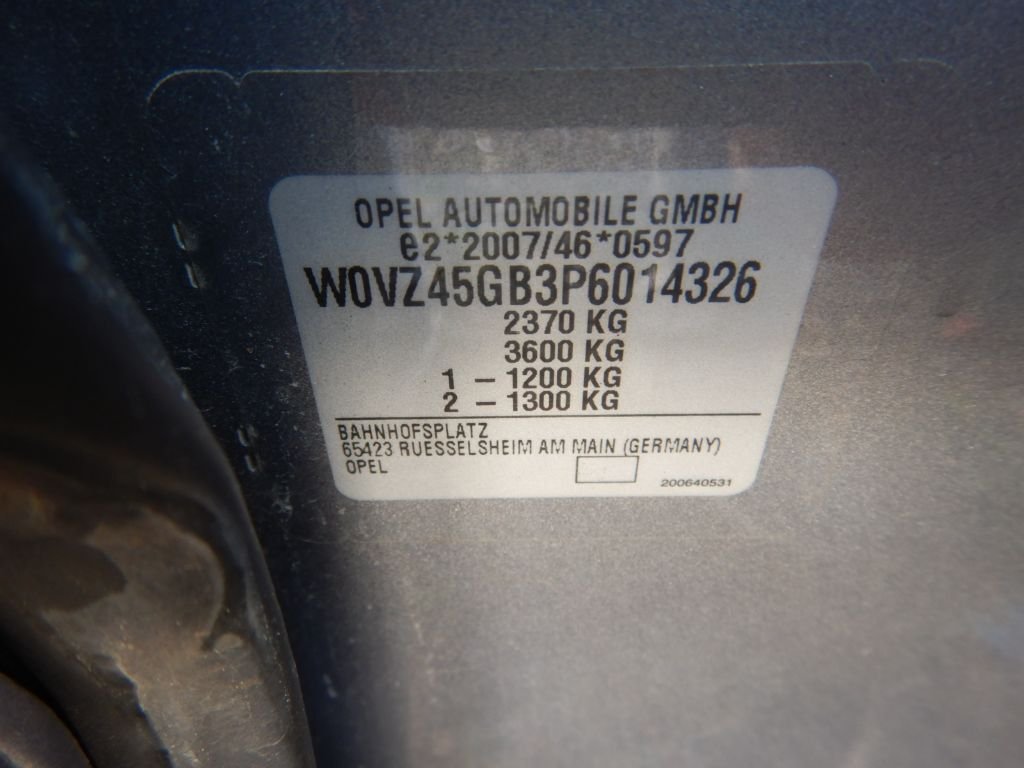 OPEL AUTOMOBILE GMBH
e2*2007/46*0597
W0VZ45GB3P6014326
2370 KG
3600 KG
1 – 1200 KG
2 – 1300 KG
BAHNHOFSPLATZ
65423 RUESSELSHEIM AM MAIN (GERMANY)
OPEL
200640531